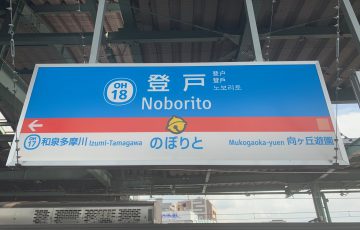 OH
18
登戸
登户
登戶
노보리토
Noborito
OH
17
和泉多摩川 Izumi-Tamagawa
のぼりと
Mukogaoka-yuen 向ヶ丘遊園